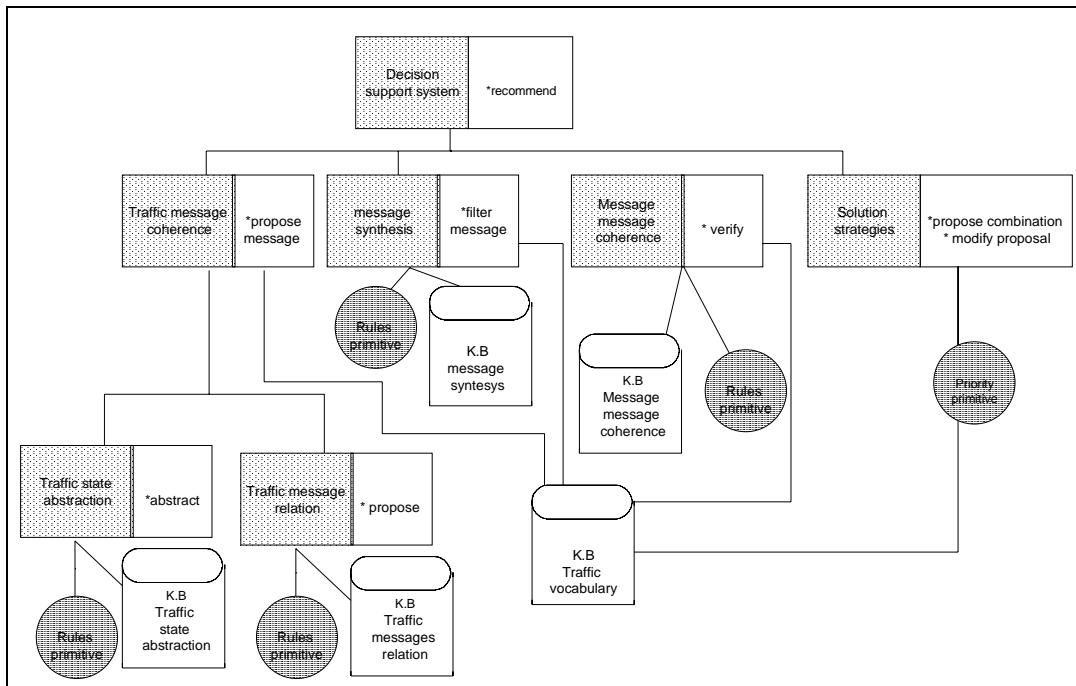 Decision
support system
*recommend
Traffic message
coherence
*propose
message
message
synthesis
*filter
message
Message
message
coherence
* verify
Solution
strategies
*propose combination
* modify proposal
Rules
primitive
K.B
message
syntesys
K.B
Message
message
coherence
Rules
primitive
Priority
primitive
Traffic state
abstraction
*abstract
Traffic message
relation
* propose
K.B
Traffic
vocabulary
Rules
primitive
K.B
Traffic
state
abstraction
Rules
primitive
K.B
Traffic
messages
relation